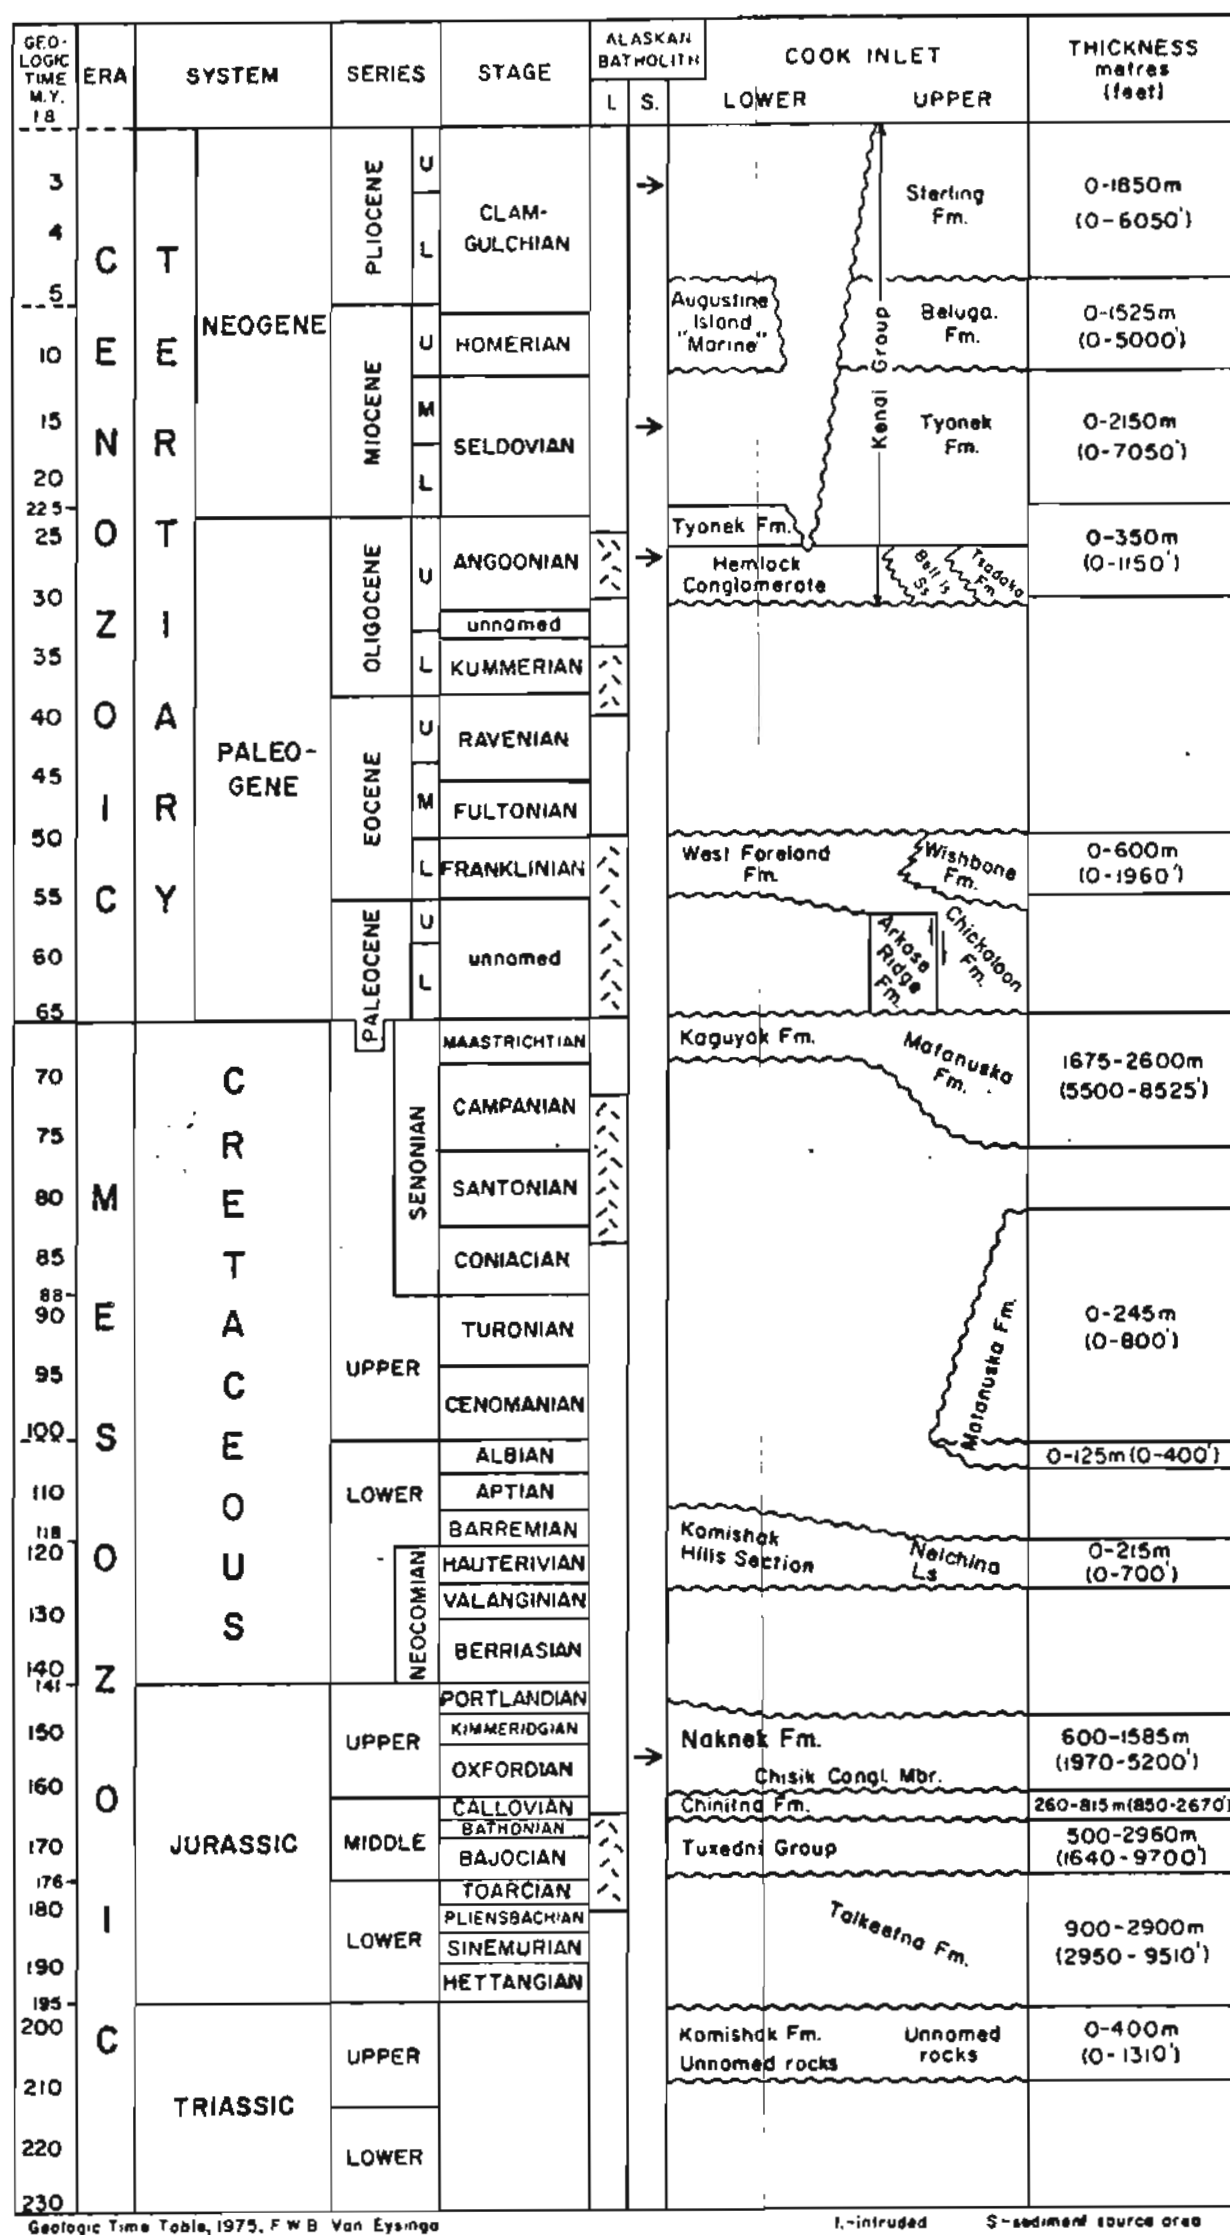 GEO-
LOGIC
TIME
M.Y.
1.8
ERA
SYSTEM
SERIES
STAGE
ALASKAN
BATHOLITH
I.
S.
COOK INLET
LOWER
UPPER
THICKNESS
metres
(feet)
3
4
5
10
15
20
22.5
25
30
35
40
45
50
55
60
65
70
75
80
85
88
90
95
100
110
118
120
130
140
141
150
160
170
176
180
190
195
200
210
220
230
CENOZOIC
MESOZOIC
TERTIARY
NEOGENE
PALEO-
GENE
CRETACEOUS
JURASSIC
TRIASSIC
PLIOCENE
U
L
MIOCENE
U
M
L
OLIGOCENE
U
L
EOCENE
U
M
L
PALEOCENE
U
L
SENONIAN
UPPER
LOWER
NEOCOMIAN
UPPER
MIDDLE
LOWER
UPPER
LOWER
CLAM-
GULCHIAN
HOMERIAN
SELDOVIAN
ANGOONIAN
unnamed
KUMMERIAN
RAVENIAN
FULTONIAN
FRANKLINIAN
unnamed
MAASTRICHTIAN
CAMPANIAN
SANTONIAN
CONIACIAN
TURONIAN
CENOMANIAN
ALBIAN
APTIAN
BARREMIAN
HAUTERIVIAN
VALANGINIAN
BERRIASIAN
PORTLANDIAN
KIMMERIDGIAN
OXFORDIAN
CALLOVIAN
BATHONIAN
BAJOCIAN
TOARCIAN
PLIENSBACHIAN
SINEMURIAN
HETTANGIAN
Sterling
Fm.
Augustine
Island
"Marine"
Kenai Group
Beluga.
Fm.
Tyonek
Fm.
Tyonek Fm.
Hemlock
Conglomerate
Bell Is
Ss
Tsadaka
Fm
West Foreland
Fm.
Wishbone
Fm.
Arkose
Ridge
Fm.
Chickaloon
Fm.
Kaguyak Fm.
Matanuska
Fm.
Matanuska Fm.
Kamishak
Hills Section
Nelchina
Ls
Naknek Fm.
Chisik Congl. Mbr.
Chinitna Fm.
Tuxedni Group
Talkeetna Fm.
Kamishak Fm.
Unnamed rocks
Unnamed
rocks
0-1850m
(0-6050')
0-1525m
(0-5000')
0-2150m
(0-7050')
0-350m
(0-1150')
0-600m
(0-1960')
1675-2600m
(5500-8525')
0-245m
(0-800')
0-125m(0-400')
0-215m
(0-700')
600-1585m
(1970-5200')
260-815m(850-2670')
500-2960m
(1640-9700')
900-2900m
(2950-9510')
0-400m
(0-1310')
Geologic Time Table, 1975, F W B Van Eysinga
I.-intruded
S-sediment source area